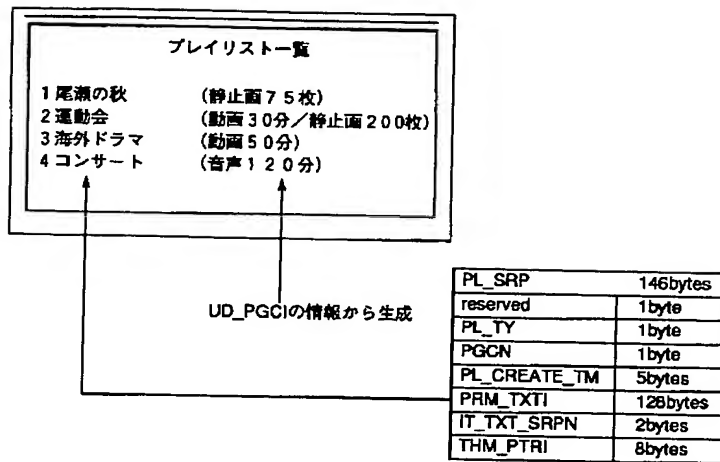 プレイリスト一覧
1 尾瀬の秋 (静止画75枚)
2 運動会 (動画30分/静止画200枚)
3 海外ドラマ (動画50分)
4 コンサート (音声120分)
UD_PGCIの情報から生成
PL_SRP 146bytes
reserved 1byte
PL_TY 1byte
PGCN 1byte
PL_CREATE_TM 5bytes
PRM_TXTI 128bytes
IT_TXT_SRPN 2bytes
THM_PTRI 8bytes